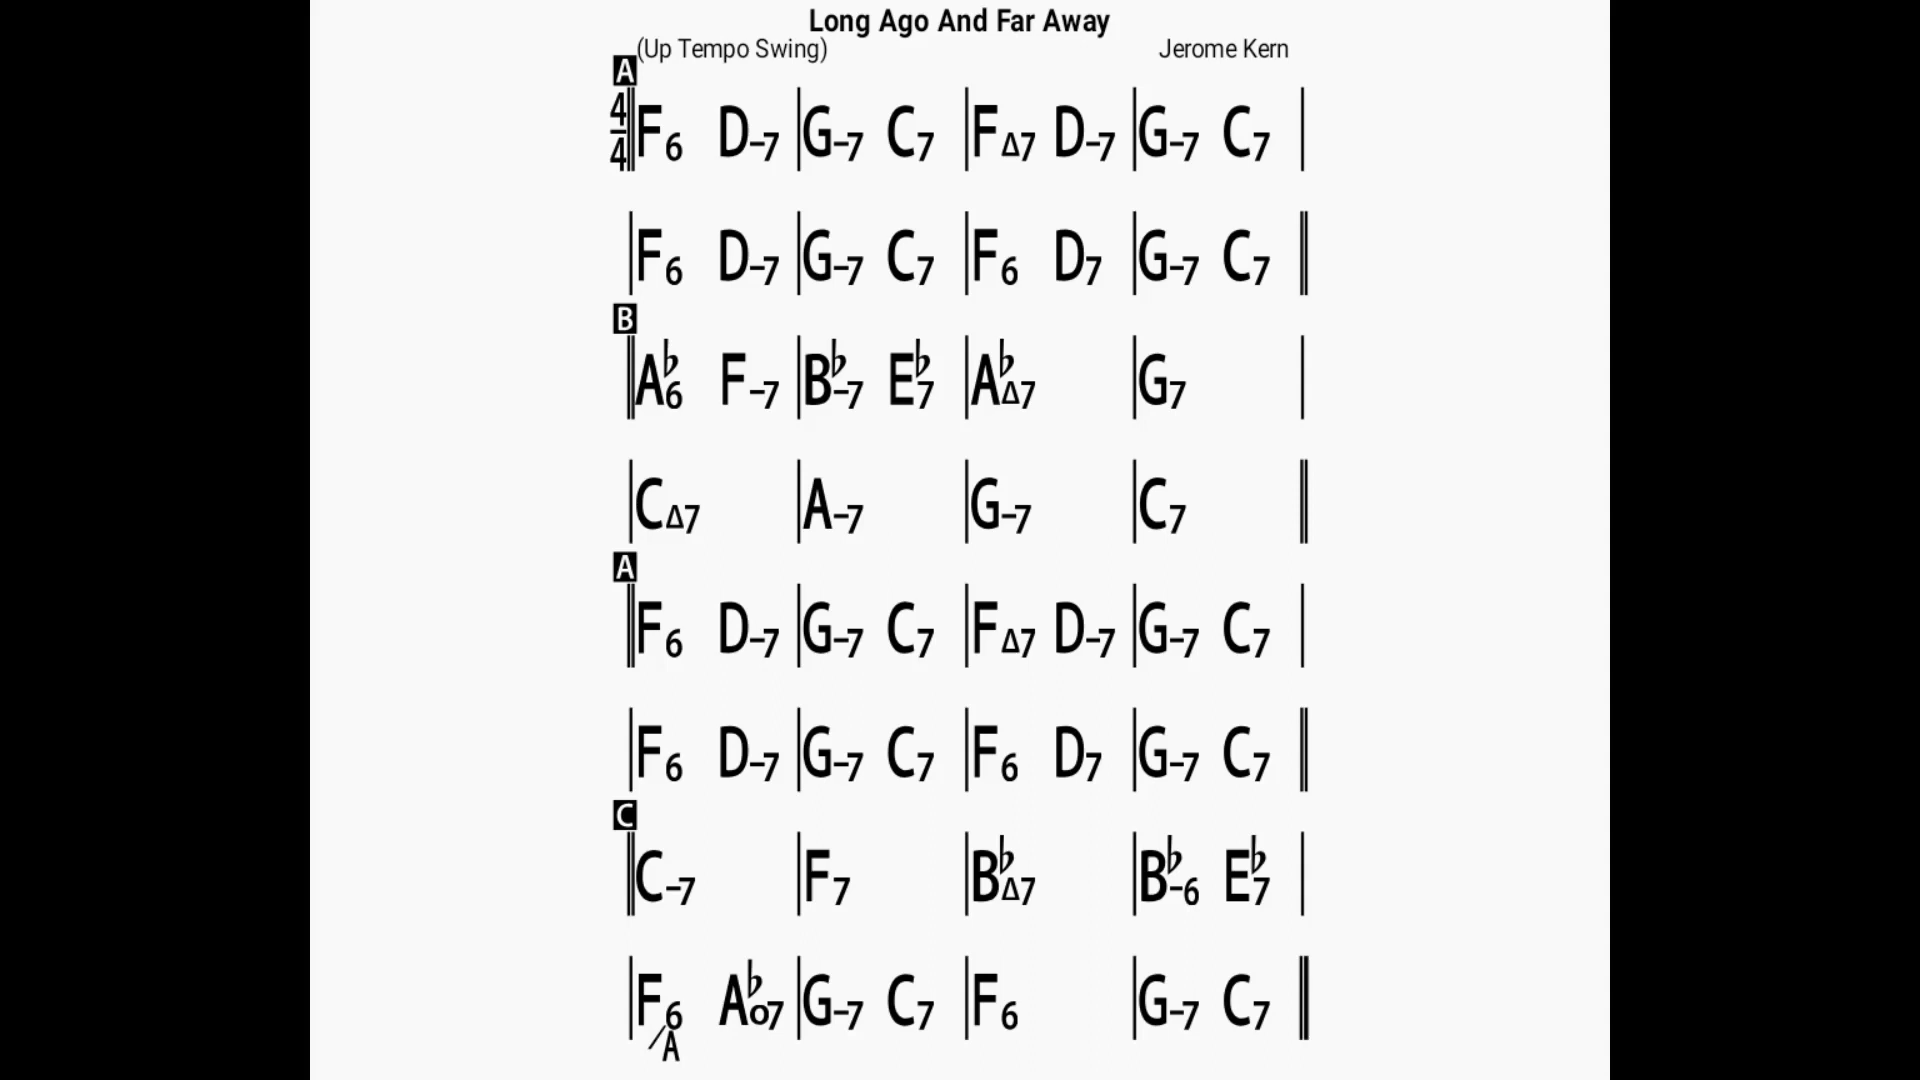 Long Ago And Far Away
(Up Tempo Swing) Jerome Kern
A
4/4 F6 D-7 | G-7 C7 | FΔ7 D-7 | G-7 C7 |
| F6 D-7 | G-7 C7 | F6 D7 | G-7 C7 ‖
B
‖ A♭6 F-7 | B♭-7 E♭7 | A♭Δ7 | G7 |
| CΔ7 | A-7 | G-7 | C7 ‖
A
‖ F6 D-7 | G-7 C7 | FΔ7 D-7 | G-7 C7 |
| F6 D-7 | G-7 C7 | F6 D7 | G-7 C7 ‖
C
‖ C-7 | F7 | B♭Δ7 | B♭-6 E♭7 |
| F6/A A♭o7 | G-7 C7 | F6 | G-7 C7 ‖